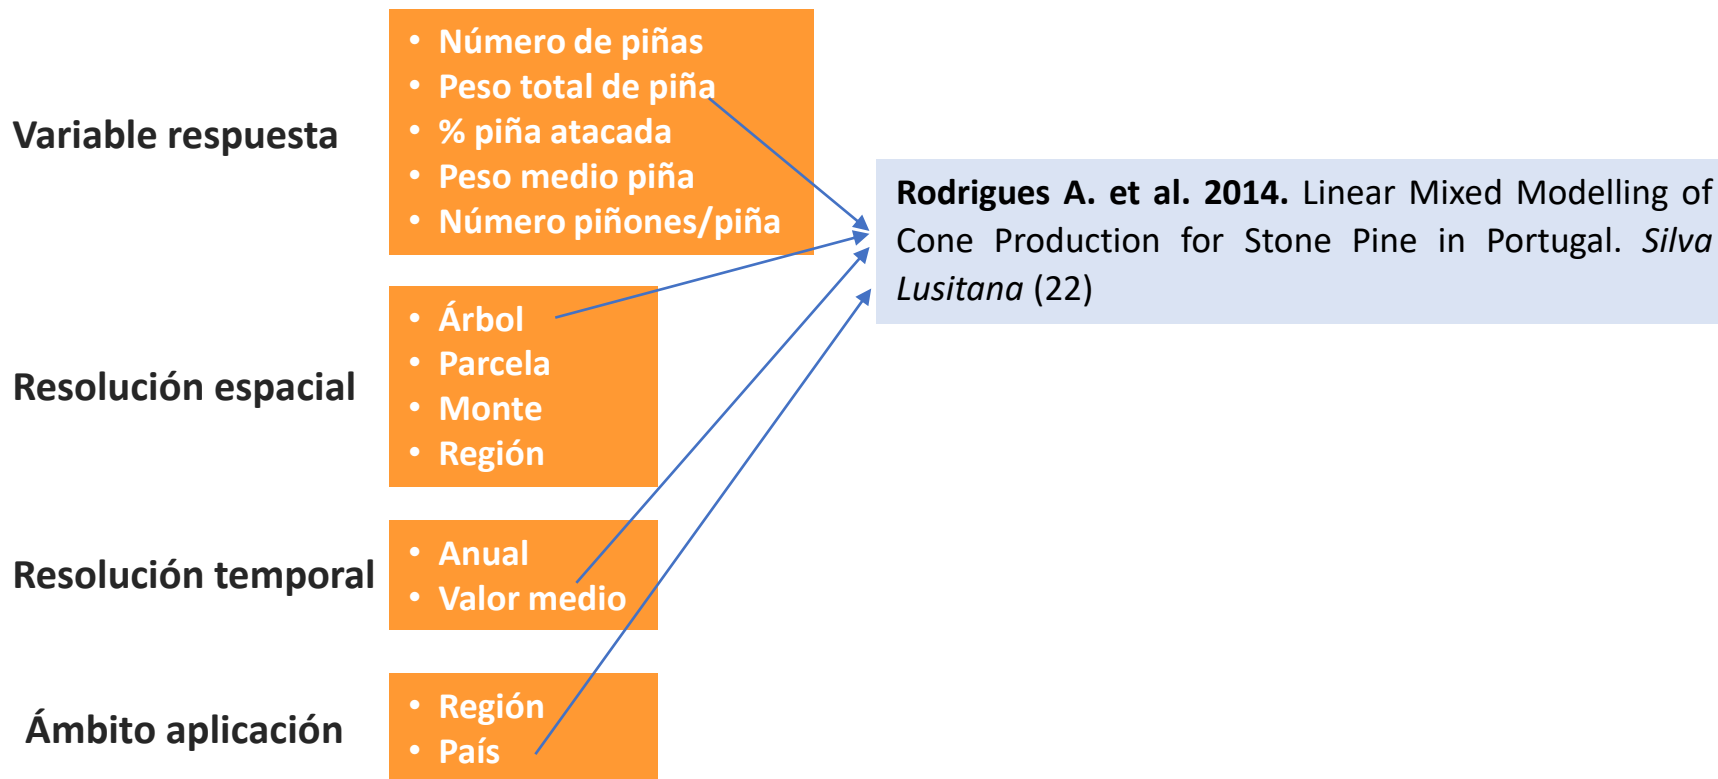 Variable respuesta
• Número de piñas
• Peso total de piña
• % piña atacada
• Peso medio piña
• Número piñones/piña
Rodrigues A. et al. 2014. Linear Mixed Modelling of
Cone Production for Stone Pine in Portugal. Silva
Lusitana (22)
Resolución espacial
• Árbol
• Parcela
• Monte
• Región
Resolución temporal
• Anual
• Valor medio
Ámbito aplicación
• Región
• País